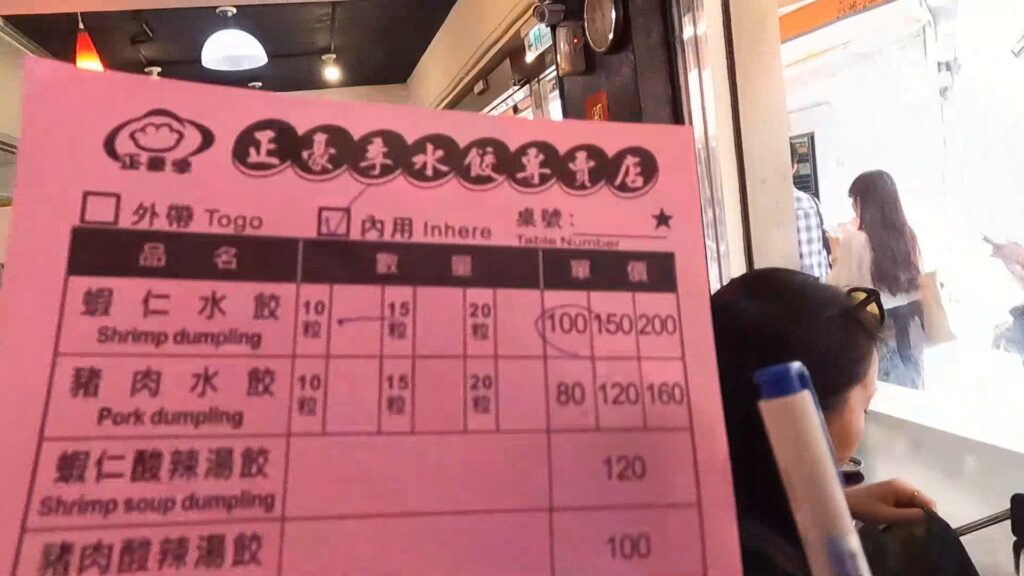 正豪季
正豪季水餃專賣店
外帶 Togo 內用 Inhere 桌號: ★
Table Number
品名 數量 單價
蝦仁水餃 10粒 15粒 20粒 100 150 200
Shrimp dumpling
豬肉水餃 10粒 15粒 20粒 80 120 160
Pork dumpling
蝦仁酸辣湯餃 120
Shrimp soup dumpling
豬肉酸辣湯餃 100